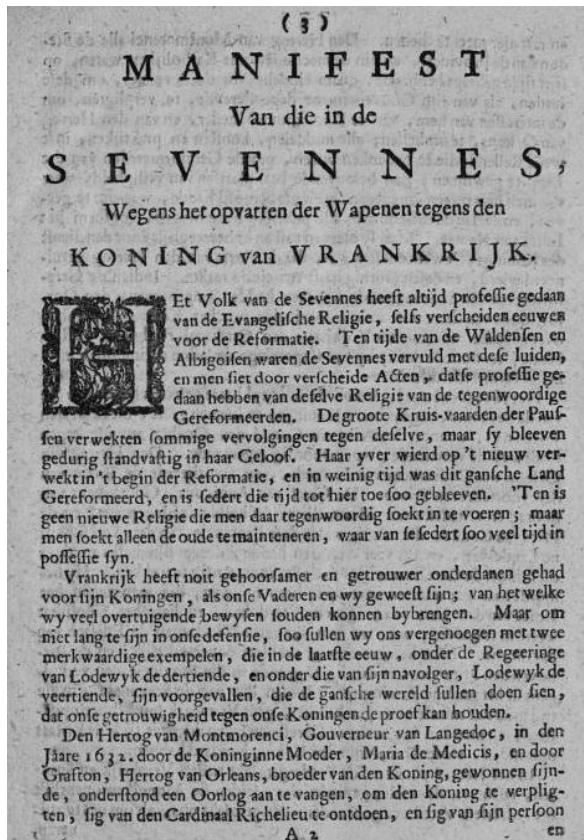 (3)
MANIFEST
Van die in de
SEVENNES,
Wegens het opvatten der Wapenen tegens den
KONING van VRANKRIJK.
HEt Volk van de Sevennes heeft altijd professie gedaan
van de Evangelische Religie, selfs verscheiden eeuwen
voor de Reformatie. Ten tijde van de Waldensen en
Albigoisen waren de Sevennes vervuld met dese luiden,
en men siet door verscheide Acten, datse professie ge-
daan hebben van deselve Religie van de tegenwoordige
Gereformeerden. De groote Kruis-vaarden der Paus-
sen verwekten sommige vervolgingen tegen deselve, maar sy bleeven
gedurig standvastig in haar Geloof. Haar yver wierd op 't nieuw ver-
wekt in 't begin der Reformatie, en in weinig tijd was dit gansche Land
Gereformeerd, en is sedert die tijd tot hier toe soo gebleeven. 'Ten is
geen nieuwe Religie die men daar tegenwoordig soekt in te voeren; maar
men soekt alleen de oude te mainteneren, waar van se sedert soo veel tijd in
possessie syn.
Vrankrijk heeft noit gehoorsamer en getrouwer onderdanen gehad
voor sijn Koningen, als onse Vaderen en wy geweest sijn; van het welke
wy veel overtuigende bewysen souden konnen bybrengen. Maar om
niet lang te sijn in onse defensie, soo sullen wy ons vergenoegen met twee
merkwaardige exempelen, die in de laatste eeuw, onder de Regeeringe
van Lodewyk de dertiende, en onder die van sijn navolger, Lodewyk de
veertiende, sijn voorgevallen, die de gansche wereld sullen doen sien,
dat onse getrouwigheid tegen onse Koningen de proef kan houden.
Den Hertog van Montmorenci, Gouverneur van Langedoc, in den
Jaare 1632. door de Koninginne Moeder, Maria de Medicis, en door
Graston, Hertog van Orleans, broeder van den Koning, gewonnen sijn-
de, onderstond een Oorlog aan te vangen, om den Koning te verplig-
ten, sig van den Cardinaal Richelieu te ontdoen, en sig van sijn persoon
A 2 en